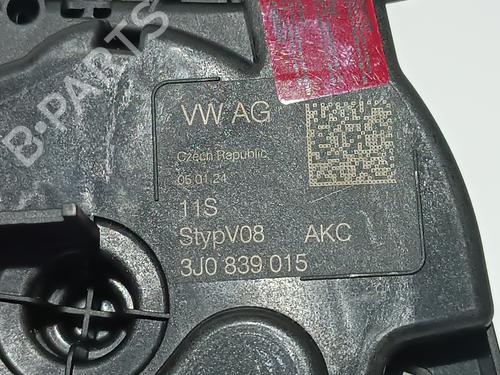 B-PARTS
VW AG
Czech Republic
05.01.24
11S
StypV08 AKC
3J0 839 015